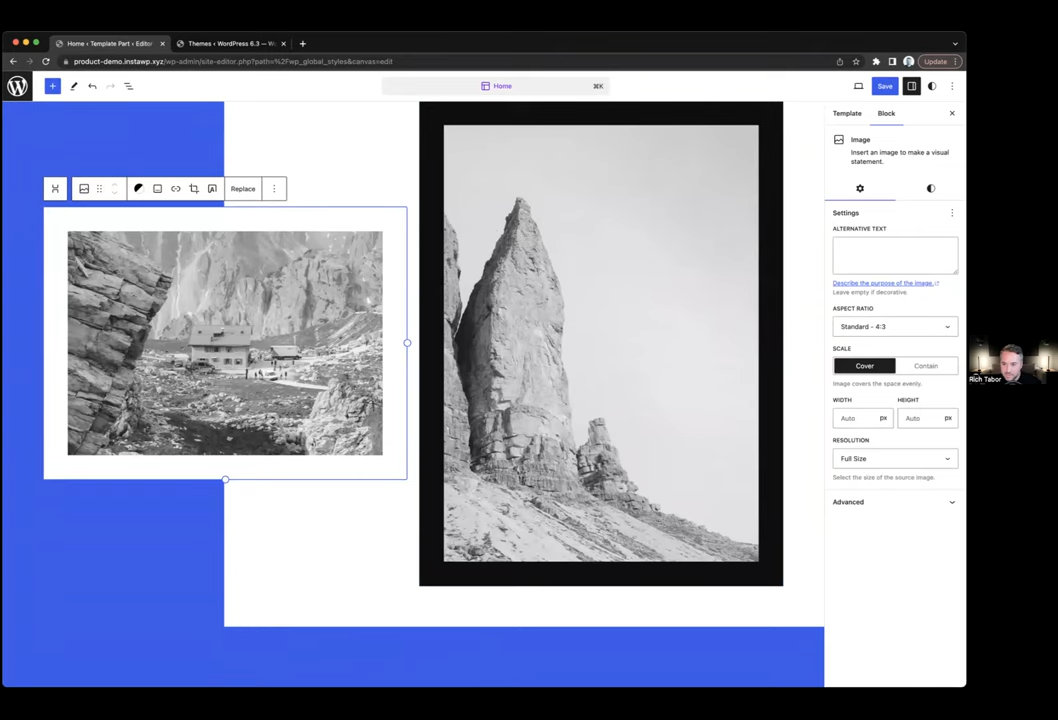 Home ‹ Template Part ‹ Editor
Themes ‹ WordPress 6.3 — W
product-demo.instawp.xyz/wp-admin/site-editor.php?path=%2Fwp_global_styles&canvas=edit
Update
Home
⌘K
Save
Template
Block
Image
Insert an image to make a visual
statement.
Replace
Settings
ALTERNATIVE TEXT
Describe the purpose of the image.
Leave empty if decorative.
ASPECT RATIO
Standard - 4:3
SCALE
Cover
Contain
Image covers the space evenly.
WIDTH
HEIGHT
Auto
px
Auto
px
RESOLUTION
Full Size
Select the size of the source image.
Advanced
Rich Tabor